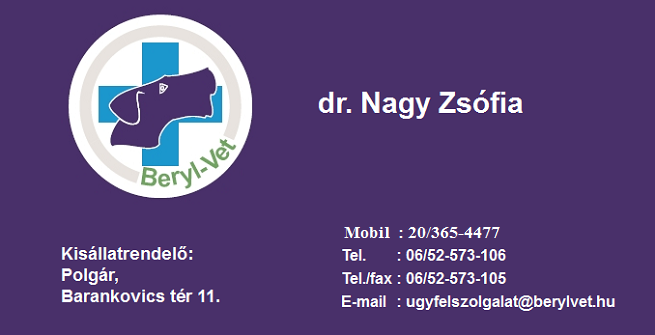 Beryl-Vet
dr. Nagy Zsófia
Kisállatrendelő:
Polgár,
Barankovics tér 11.
Mobil : 20/365-4477
Tel. : 06/52-573-106
Tel./fax : 06/52-573-105
E-mail : ugyfelszolgalat@berylvet.hu